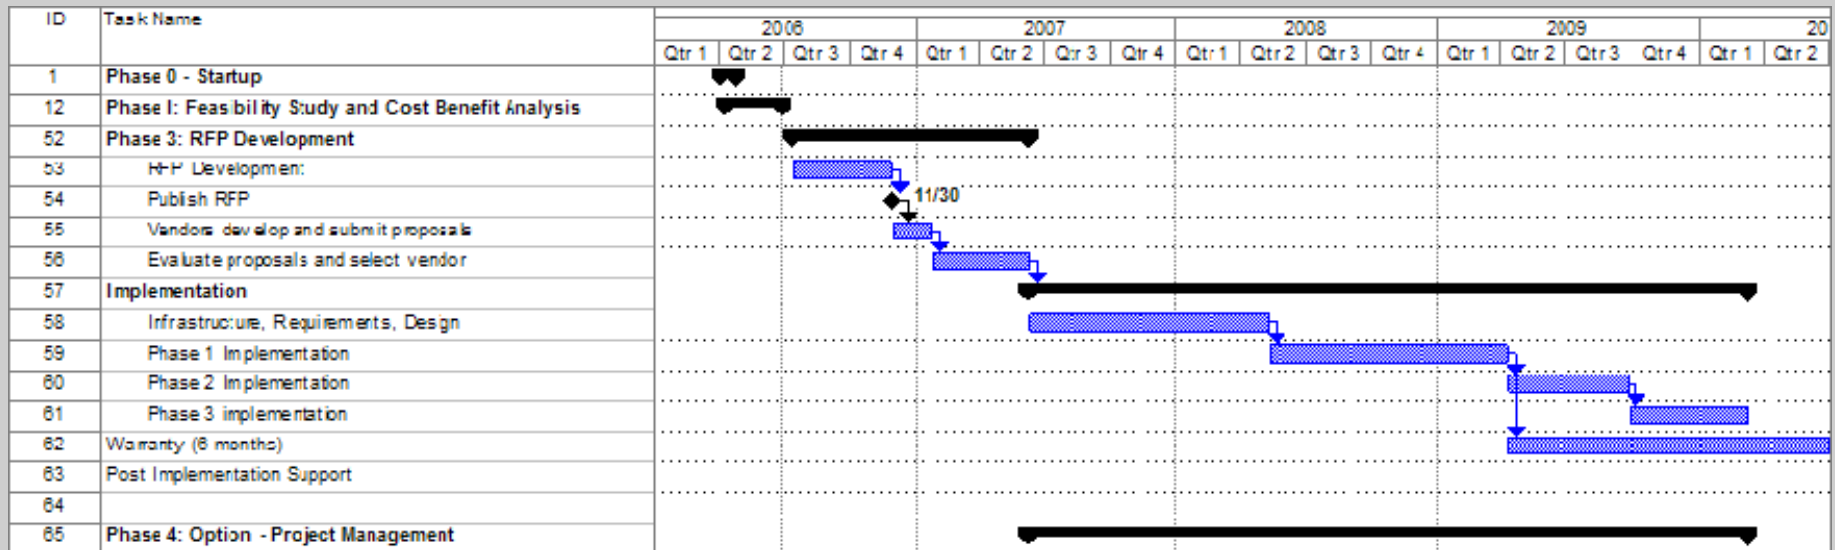 ID Task Name 2006 2007 2008 2009 20
Qtr 1 Qtr 2 Qtr 3 Qtr 4 Qtr 1 Qtr 2 Qtr 3 Qtr 4 Qtr 1 Qtr 2 Qtr 3 Qtr 4 Qtr 1 Qtr 2 Qtr 3 Qtr 4 Qtr 1 Qtr 2
1 Phase 0 - Startup
12 Phase I: Feasibility Study and Cost Benefit Analysis
52 Phase 3: RFP Development
53 RFP Development
54 Publish RFP 11/30
55 Vendors develop and submit proposals
56 Evaluate proposals and select vendor
57 Implementation
58 Infrastructure, Requirements, Design
59 Phase 1 Implementation
60 Phase 2 Implementation
61 Phase 3 implementation
62 Warranty (6 months)
63 Post Implementation Support
64
65 Phase 4: Option - Project Management